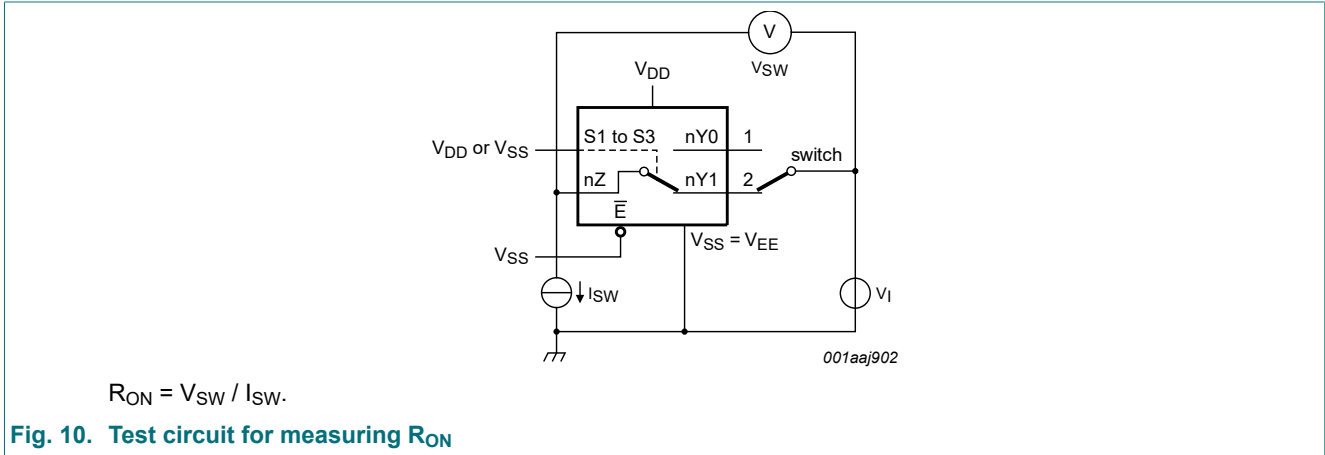 V
VSW
VDD
VDD or VSS
S1 to S3
nY0
1
switch
nZ
nY1
2
E
VSS
VSS = VEE
ISW
VI
001aaj902
RON = VSW / ISW.
Fig. 10. Test circuit for measuring RON